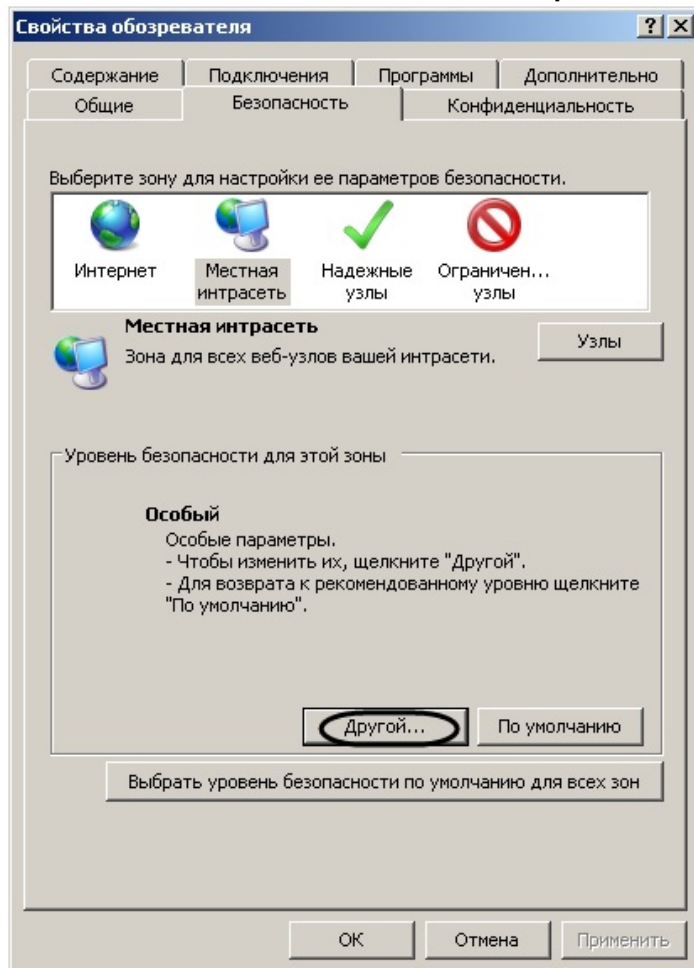 Свойства обозревателя
Содержание Подключения Программы Дополнительно
Общие Безопасность Конфиденциальность
Выберите зону для настройки ее параметров безопасности.
Интернет Местная интрасеть Надежные узлы Ограничен... узлы
Местная интрасеть
Зона для всех веб-узлов вашей интрасети.
Узлы
Уровень безопасности для этой зоны
Особый
Особые параметры.
- Чтобы изменить их, щелкните "Другой".
- Для возврата к рекомендованному уровню щелкните
"По умолчанию".
Другой... По умолчанию
Выбрать уровень безопасности по умолчанию для всех зон
ОК Отмена Применить